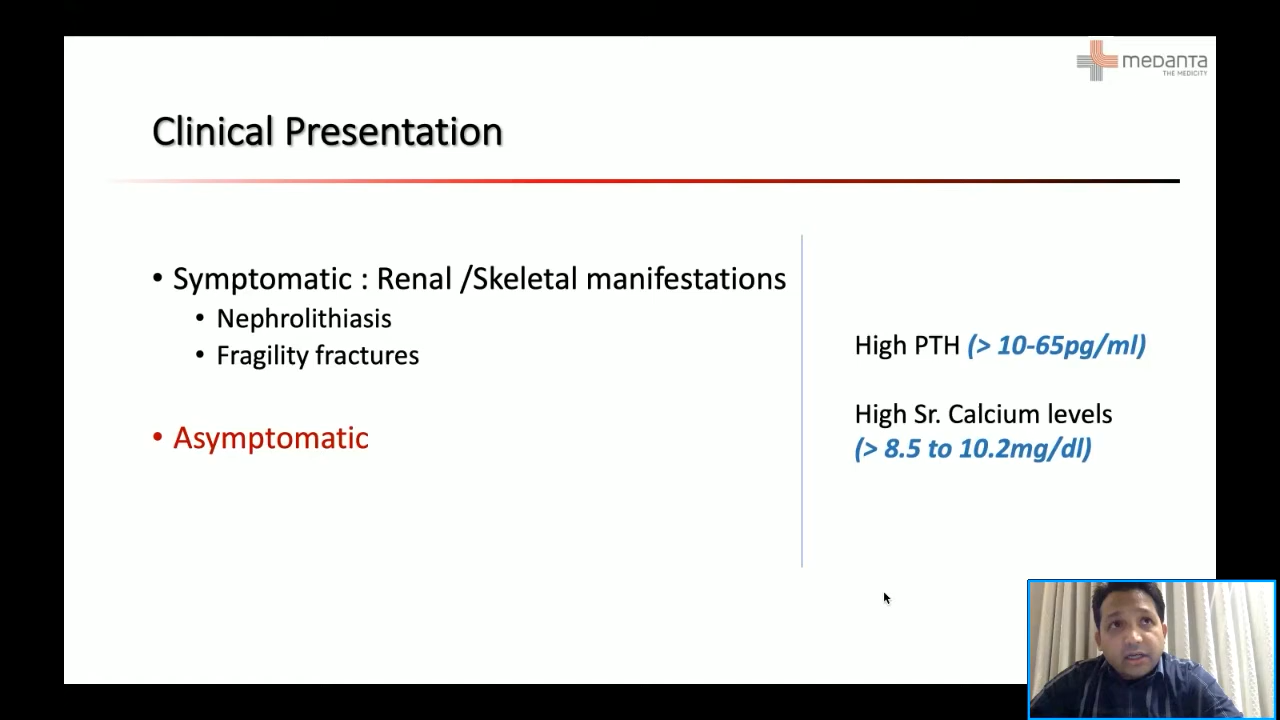 meDanta
THE MEDICITY
Clinical Presentation
• Symptomatic : Renal /Skeletal manifestations
• Nephrolithiasis
• Fragility fractures
• Asymptomatic
High PTH (> 10-65pg/ml)
High Sr. Calcium levels
(> 8.5 to 10.2mg/dl)